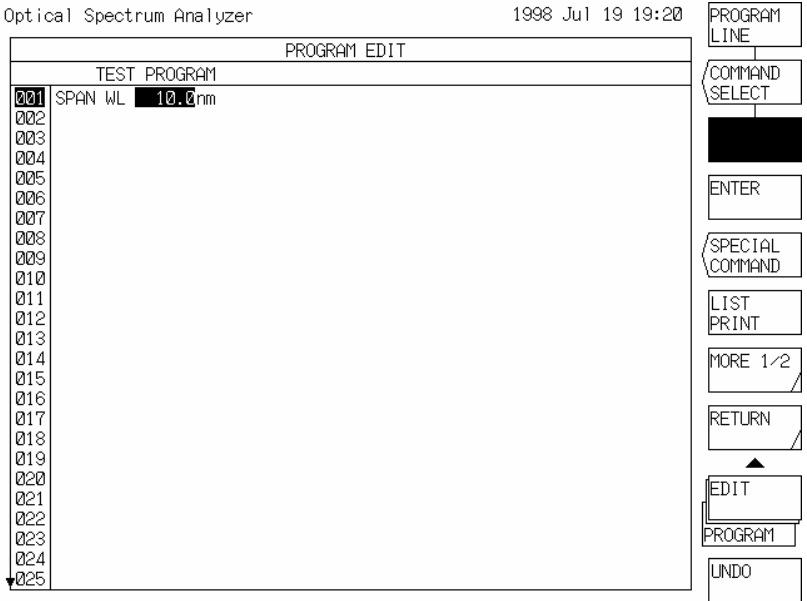 Optical Spectrum Analyzer
1998 Jul 19 19:20
PROGRAM EDIT
TEST PROGRAM
001 SPAN WL 10.0nm
002
003
004
005
006
007
008
009
010
011
012
013
014
015
016
017
018
019
020
021
022
023
024
025
PROGRAM
LINE
COMMAND
SELECT
ENTER
SPECIAL
COMMAND
LIST
PRINT
MORE 1/2
RETURN
EDIT
PROGRAM
UNDO